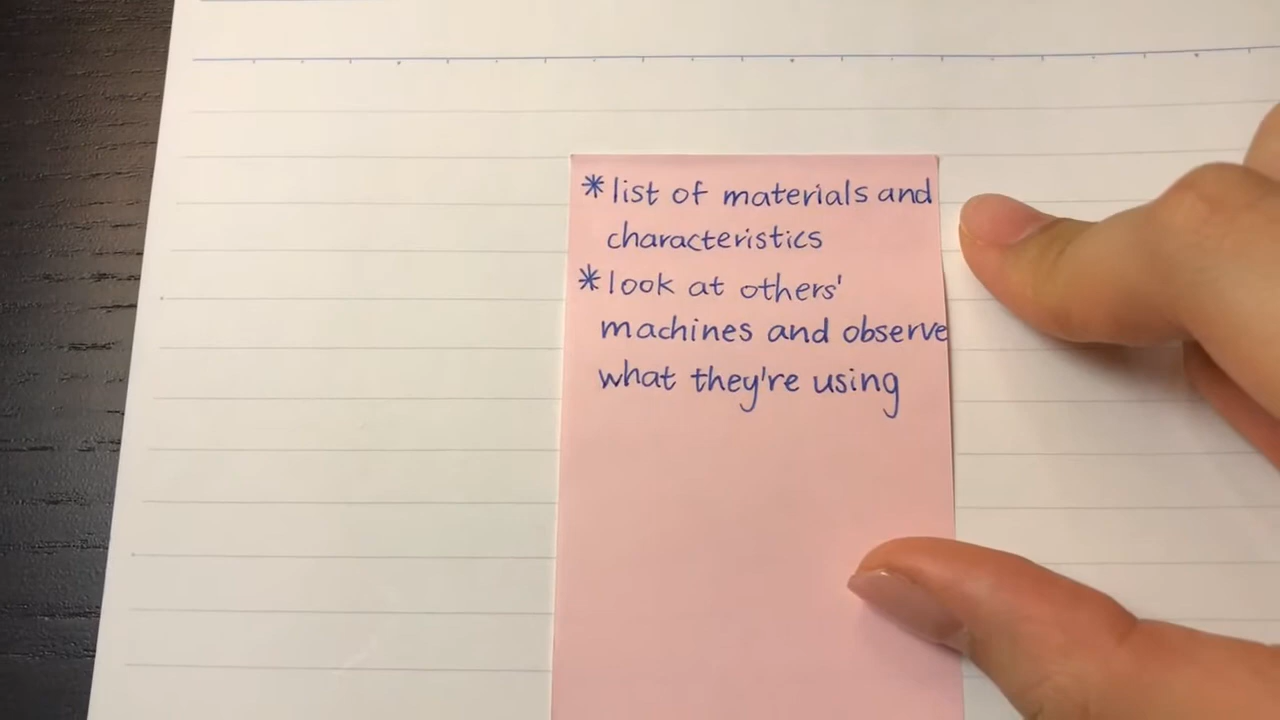 *list of materials and
characteristics
*look at others'
machines and observe
what they're using